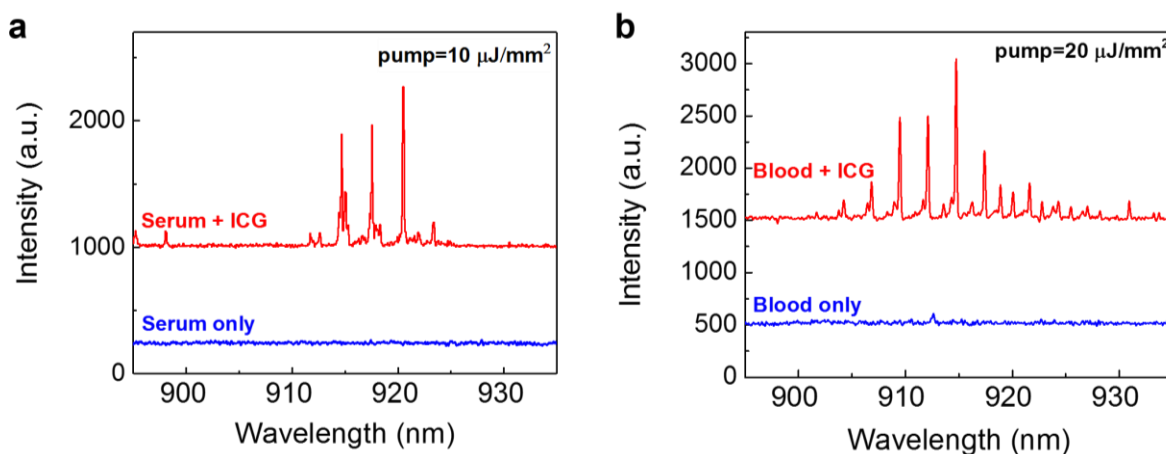 a
pump=10 μJ/mm²
Intensity (a.u.)
2000
1000
0
Serum + ICG
Serum only
900 910 920 930
Wavelength (nm)
b
pump=20 μJ/mm²
Intensity (a.u.)
3000
2500
2000
1500
1000
500
0
Blood + ICG
Blood only
900 910 920 930
Wavelength (nm)